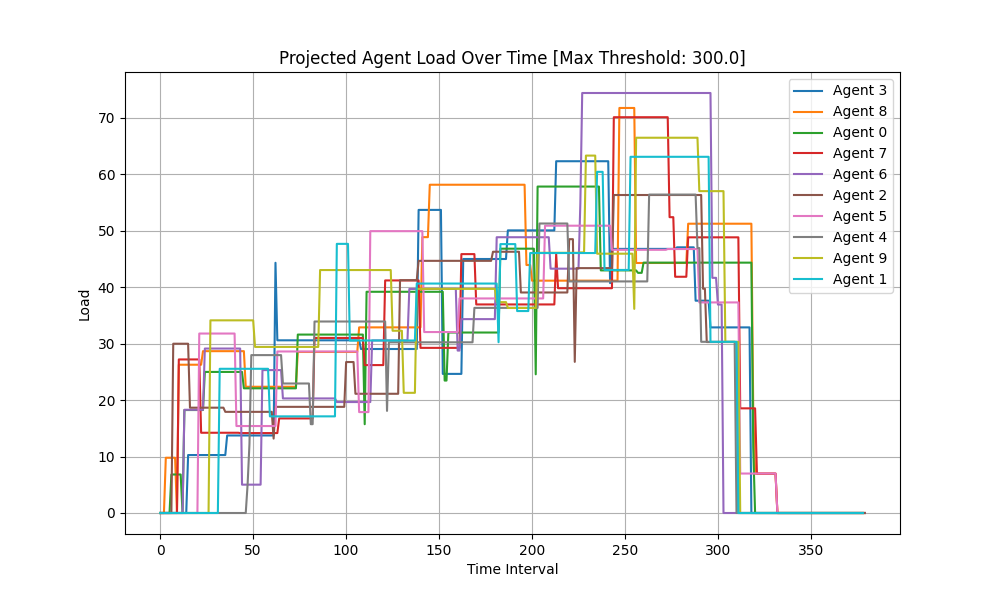 Projected Agent Load Over Time [Max Threshold: 300.0]
Load
70
60
50
40
30
20
10
0
0 50 100 150 200 250 300 350
Time Interval
Agent 3
Agent 8
Agent 0
Agent 7
Agent 6
Agent 2
Agent 5
Agent 4
Agent 9
Agent 1